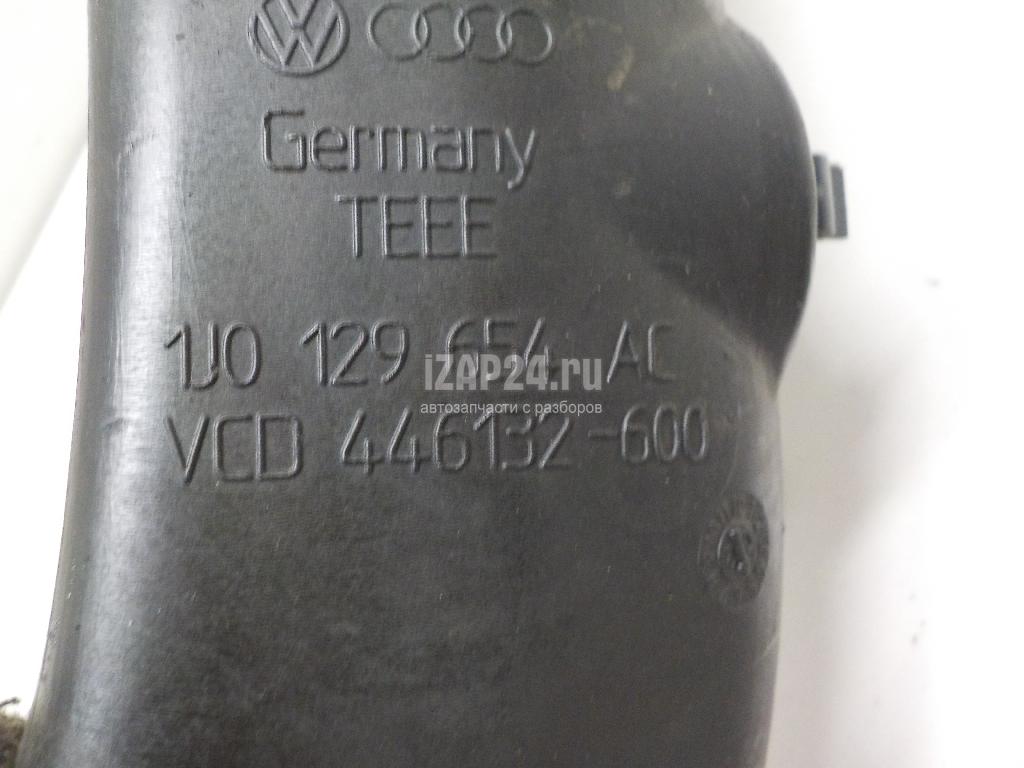 Germany
TEEE
1J0 129 654 AC
iZAP24.ru
автозапчасти с разборов
VCD 446132-600